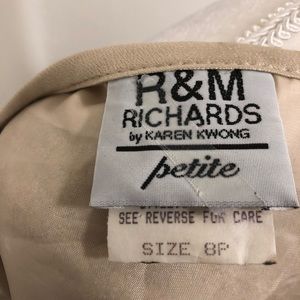 R&M
RICHARDS
by KAREN KWONG
petite
SEE REVERSE FOR CARE
SIZE 8P